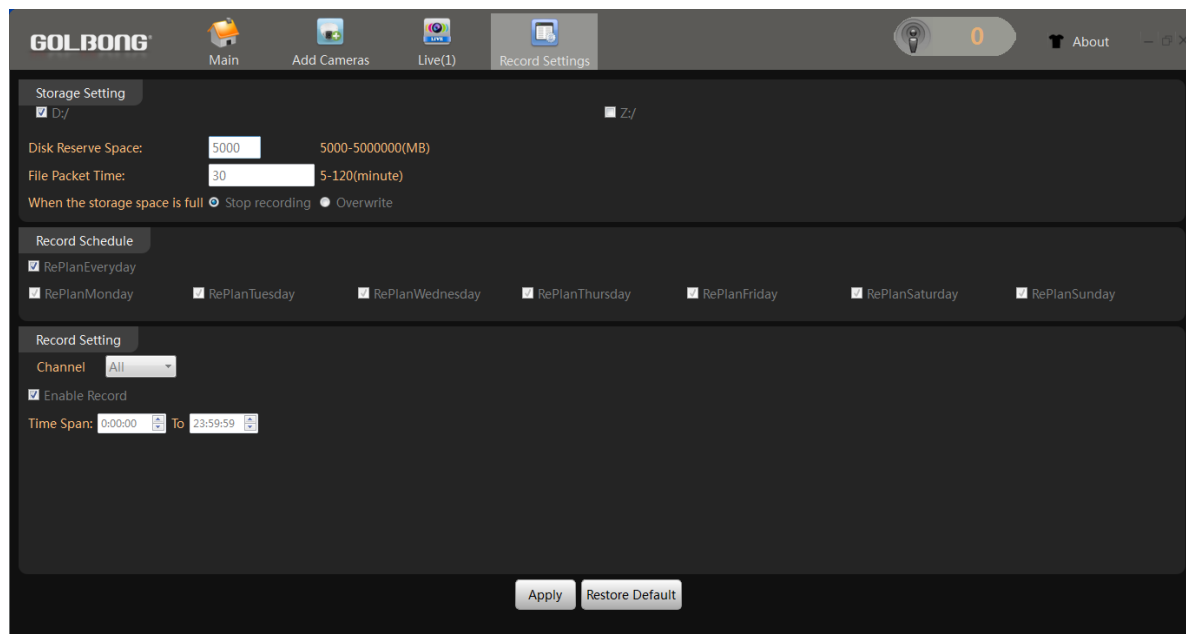 GOLBONG
Main
Add Cameras
LIVE
Live(1)
Record Settings
0
About
Storage Setting
D:/
Z:/
Disk Reserve Space: 5000 5000-5000000(MB)
File Packet Time: 30 5-120(minute)
When the storage space is full Stop recording Overwrite
Record Schedule
RePlanEveryday
RePlanMonday RePlanTuesday RePlanWednesday RePlanThursday RePlanFriday RePlanSaturday RePlanSunday
Record Setting
Channel All
Enable Record
Time Span: 0:00:00 To 23:59:59
Apply Restore Default